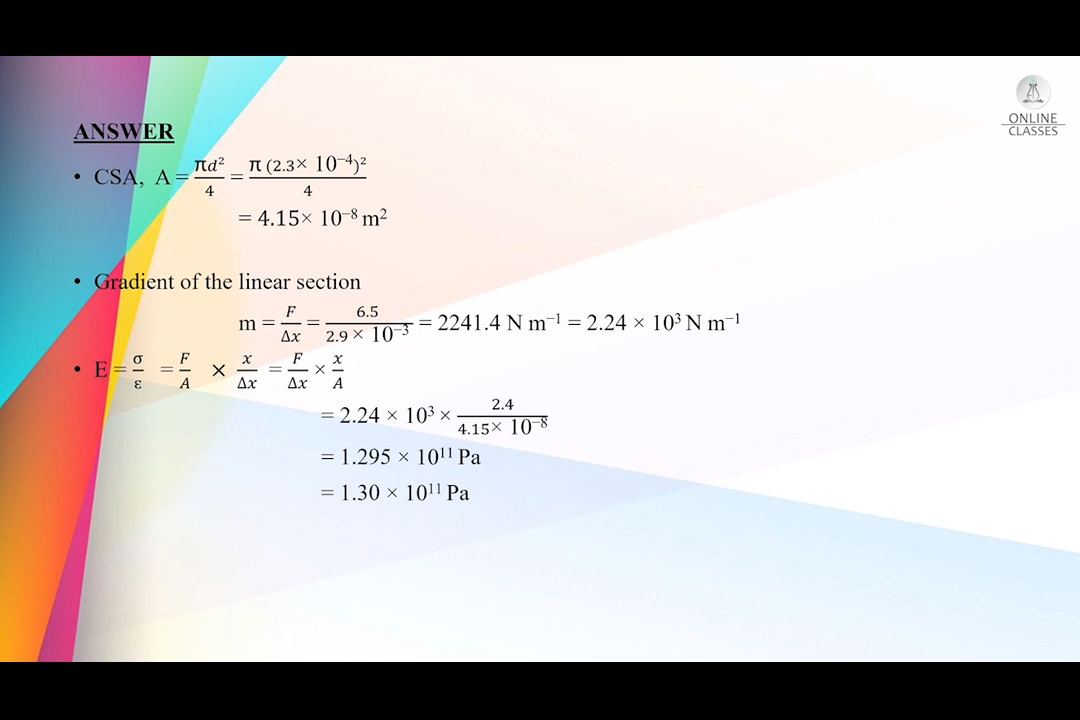 ONLINE
CLASSES
ANSWER
• CSA, A = πd²/4 = π (2.3× 10⁻⁴)²/4
= 4.15× 10⁻⁸ m²
• Gradient of the linear section
m = F/Δx = 6.5/2.9 × 10⁻³ = 2241.4 N m⁻¹ = 2.24 × 10³ N m⁻¹
• E = σ/ε = F/A × x/Δx = F/Δx × x/A
= 2.24 × 10³ × 2.4/4.15× 10⁻⁸
= 1.295 × 10¹¹ Pa
= 1.30 × 10¹¹ Pa